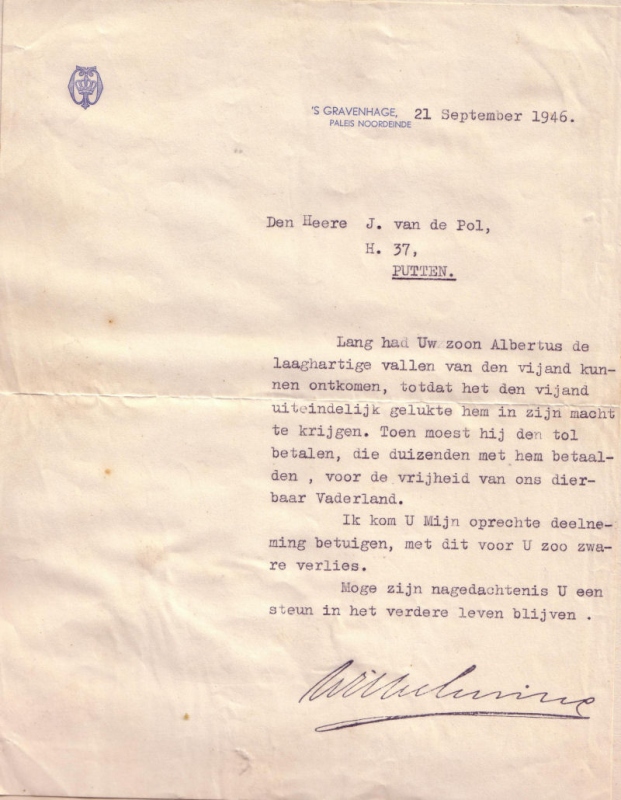 'S GRAVENHAGE, 21 September 1946.
PALEIS NOORDEINDE
Den Heere J. van de Pol,
H. 37,
PUTTEN.
Lang had Uw zoon Albertus de
laaghartige vallen van den vijand kun-
nen ontkomen, totdat het den vijand
uiteindelijk gelukte hem in zijn macht
te krijgen. Toen moest hij den tol
betalen, die duizenden met hem betaal-
den , voor de vrijheid van ons dier-
baar Vaderland.
Ik kom U Mijn oprechte deelne-
ming betuigen, met dit voor U zoo zwa-
re verlies.
Moge zijn nagedachtenis U een
steun in het verdere leven blijven .
Wilhelmina